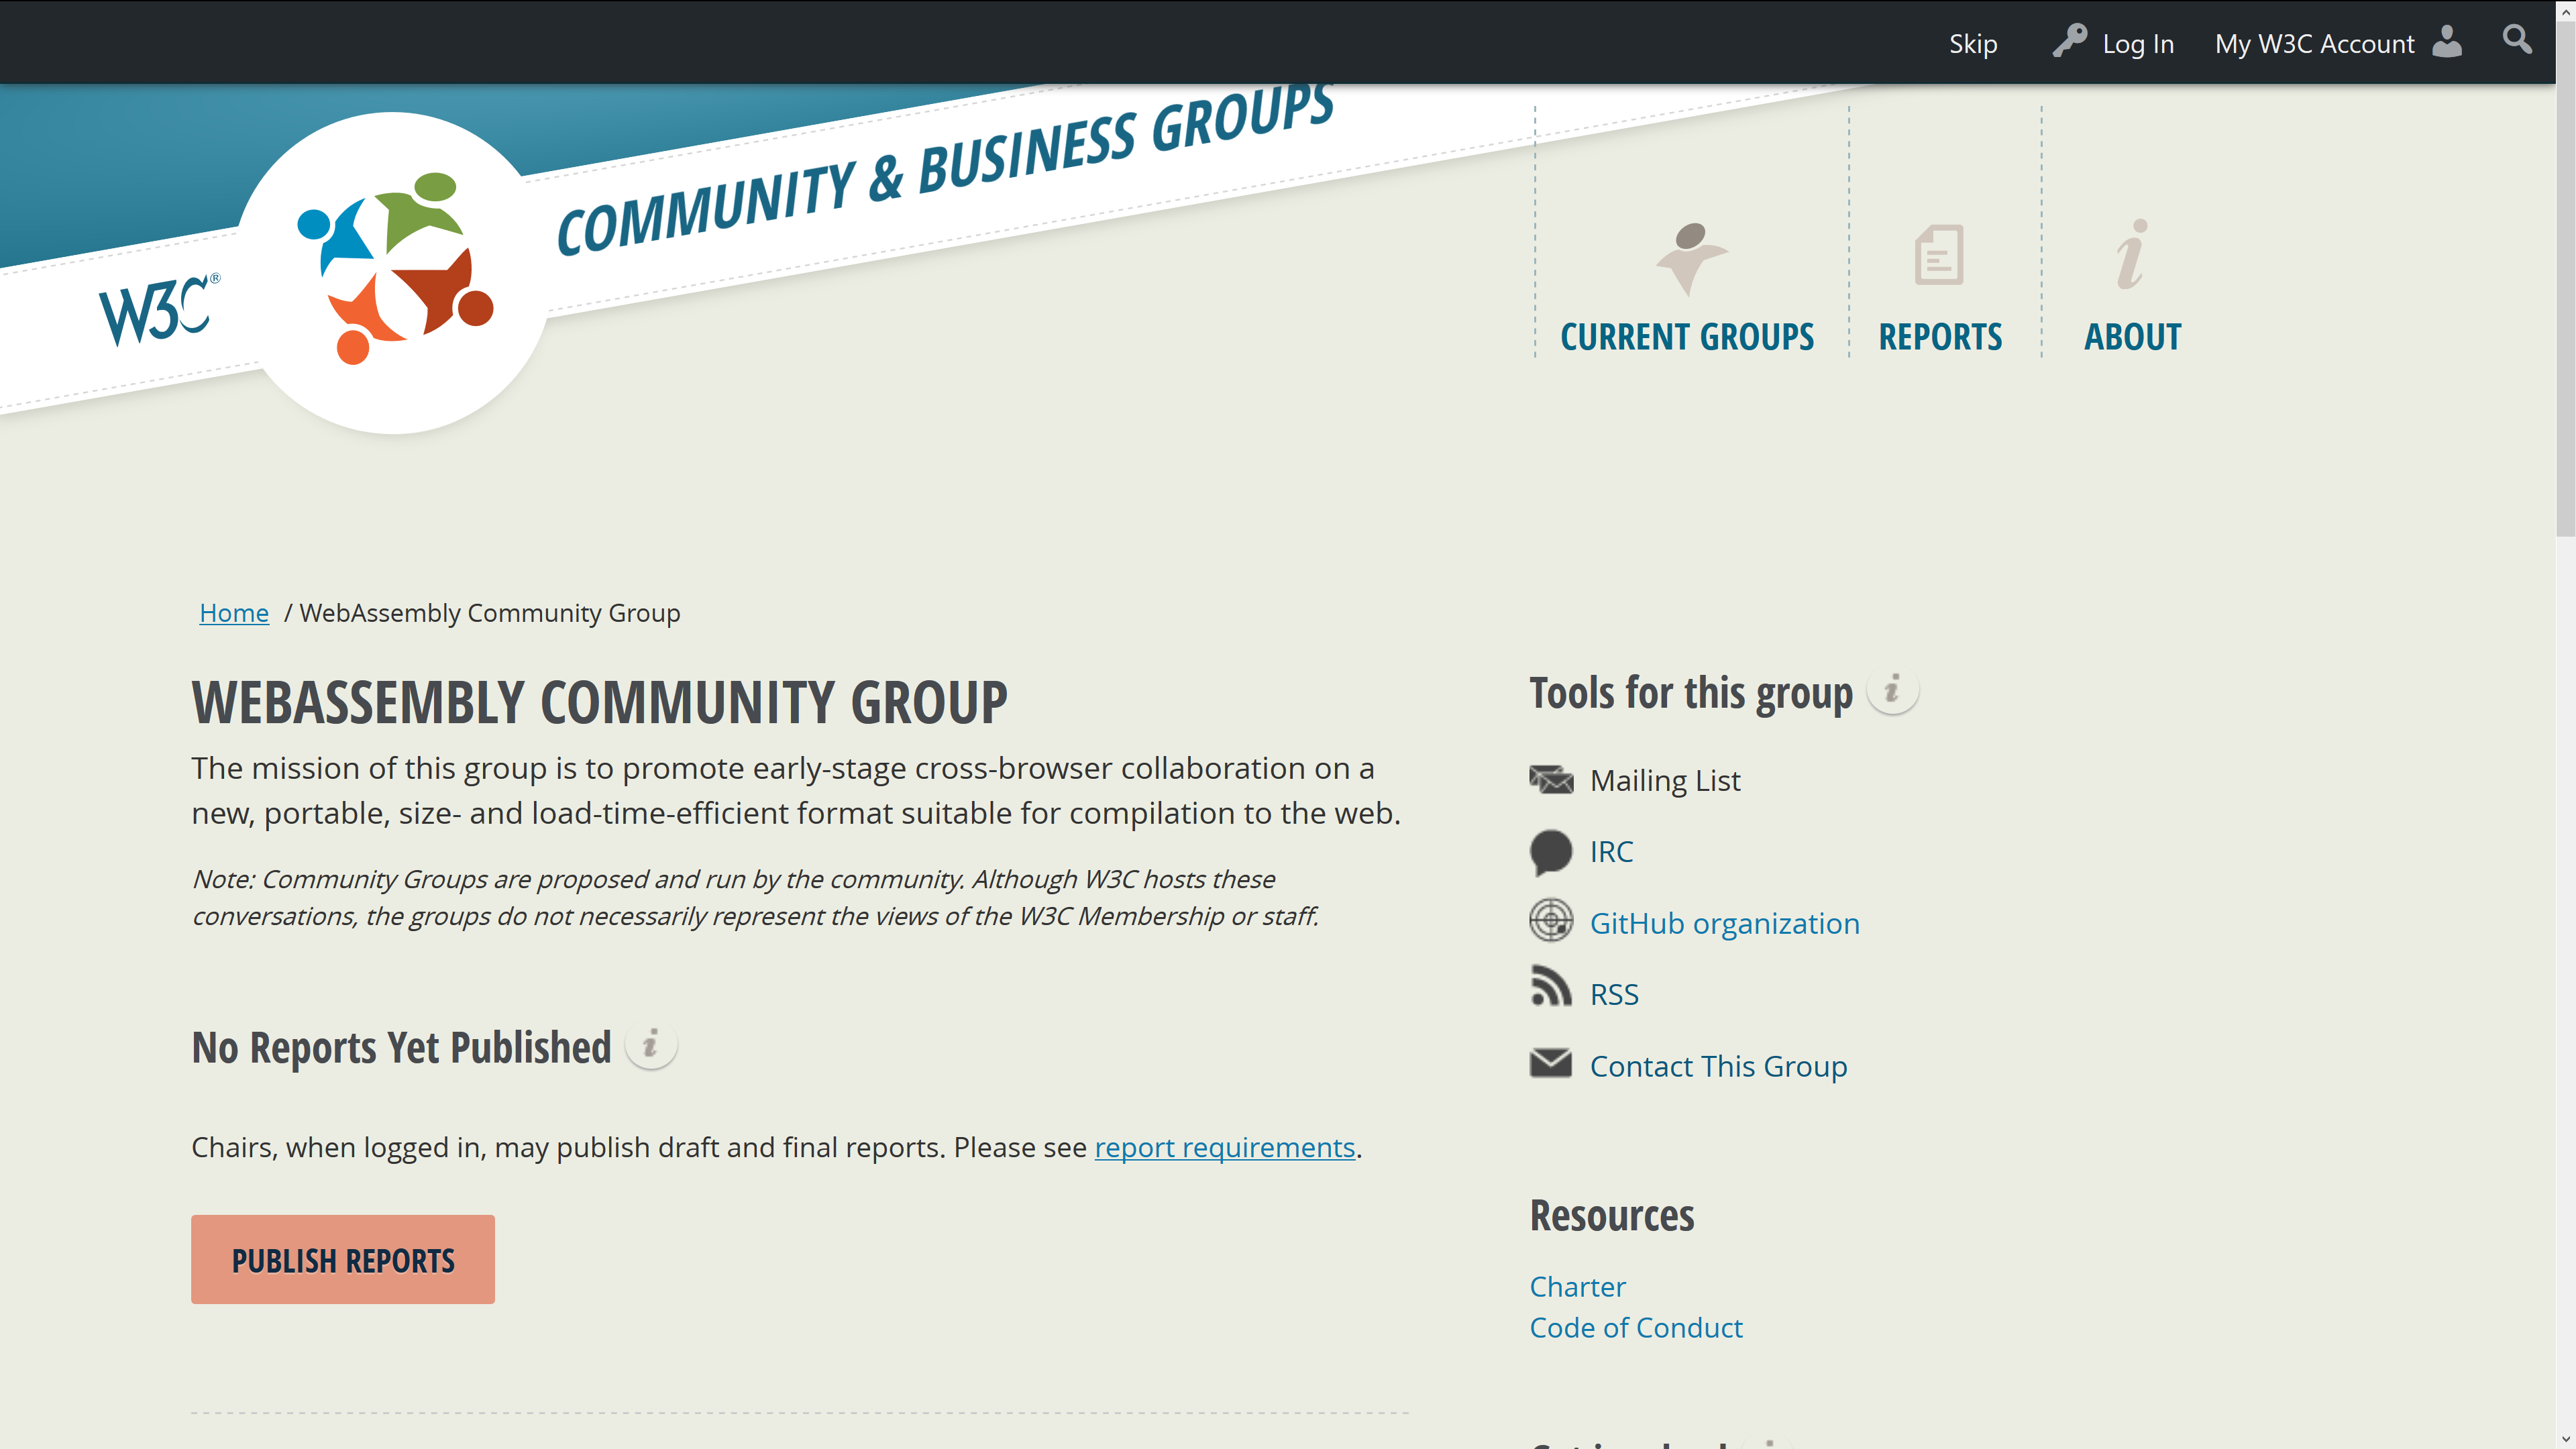 Skip
Log In
My W3C Account
W3C®
COMMUNITY & BUSINESS GROUPS
CURRENT GROUPS
REPORTS
ABOUT
Home / WebAssembly Community Group
WEBASSEMBLY COMMUNITY GROUP
The mission of this group is to promote early-stage cross-browser collaboration on a
new, portable, size- and load-time-efficient format suitable for compilation to the web.
Note: Community Groups are proposed and run by the community. Although W3C hosts these
conversations, the groups do not necessarily represent the views of the W3C Membership or staff.
No Reports Yet Published
Chairs, when logged in, may publish draft and final reports. Please see report requirements.
PUBLISH REPORTS
Tools for this group
Mailing List
IRC
GitHub organization
RSS
Contact This Group
Resources
Charter
Code of Conduct